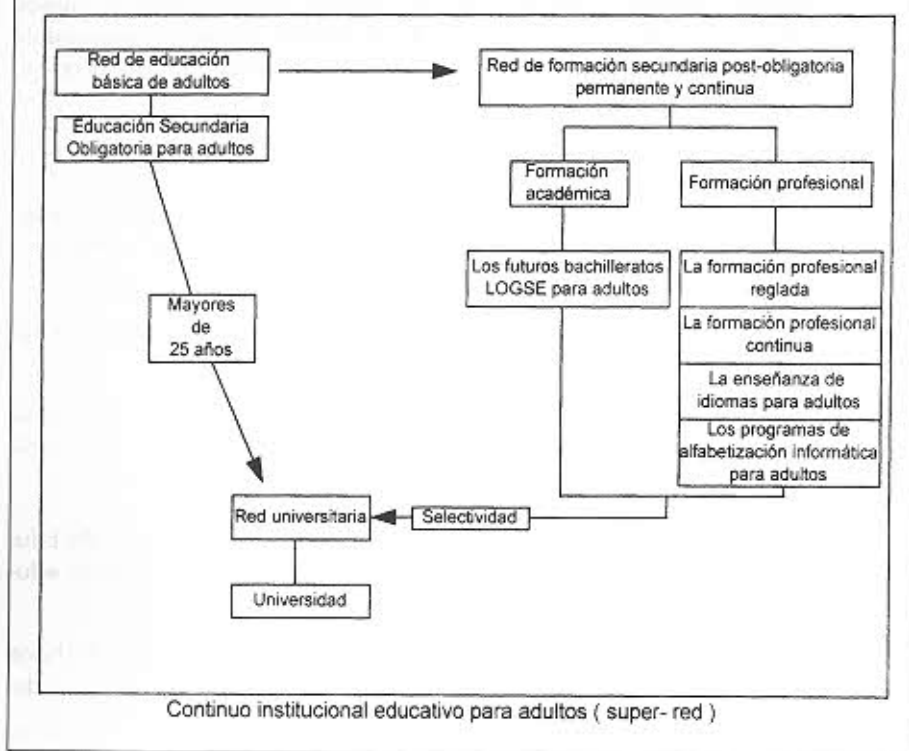 Red de educación
básica de adultos
Red de formación secundaria post-obligatoria
permanente y continua
Educación Secundaria
Obligatoria para adultos
Formación
académica
Formación profesional
Los futuros bachilleratos
LOGSE para adultos
La formación profesional
reglada
La formación profesional
continua
La enseñanza de
idiomas para adultos
Los programas de
alfabetización informática
para adultos
Mayores
de
25 años
Red universitaria
Selectividad
Universidad
Continuo institucional educativo para adultos ( super- red )